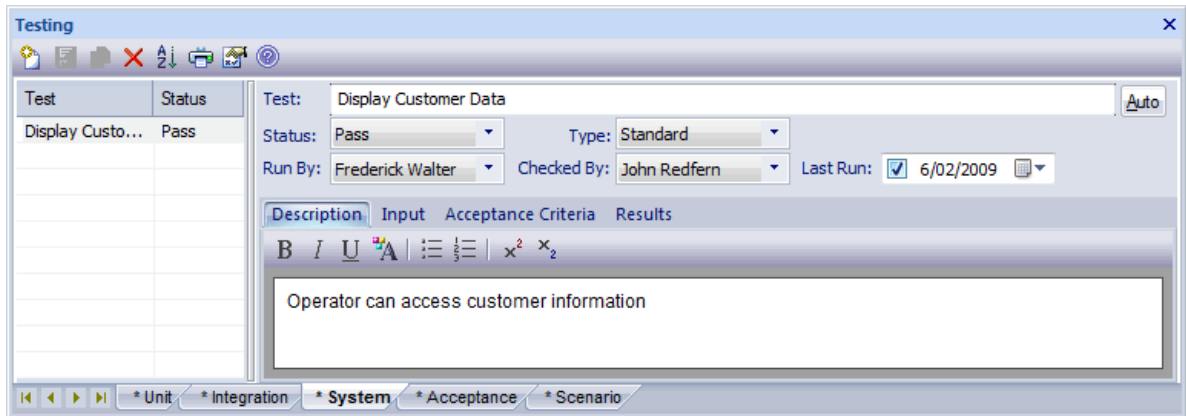 Testing
Test Status
Display Custo... Pass
Test: Display Customer Data Auto
Status: Pass Type: Standard
Run By: Frederick Walter Checked By: John Redfern Last Run: 6/02/2009
Description Input Acceptance Criteria Results
B I U A x² x₂
Operator can access customer information
* Unit * Integration * System * Acceptance * Scenario